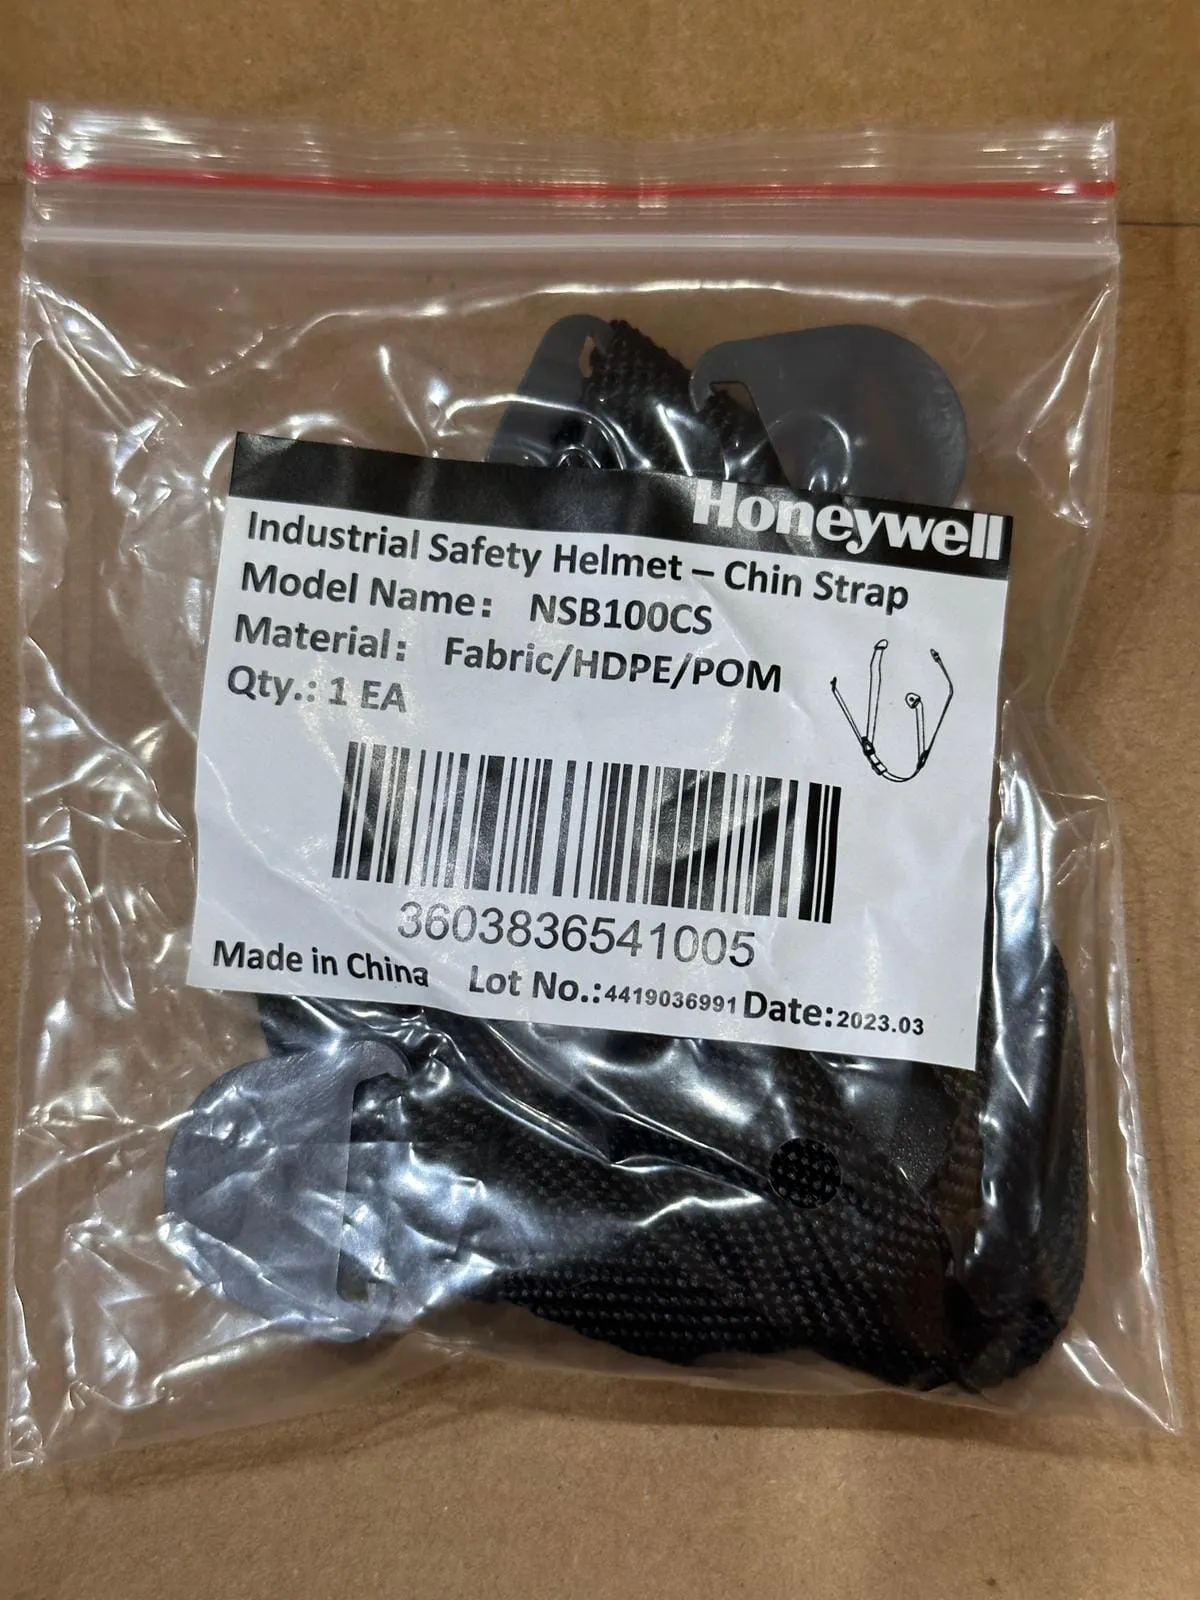 Honeywell
Industrial Safety Helmet – Chin Strap
Model Name: NSB100CS
Material: Fabric/HDPE/POM
Qty.: 1 EA
3603836541005
Made in China Lot No.:4419036991 Date:2023.03